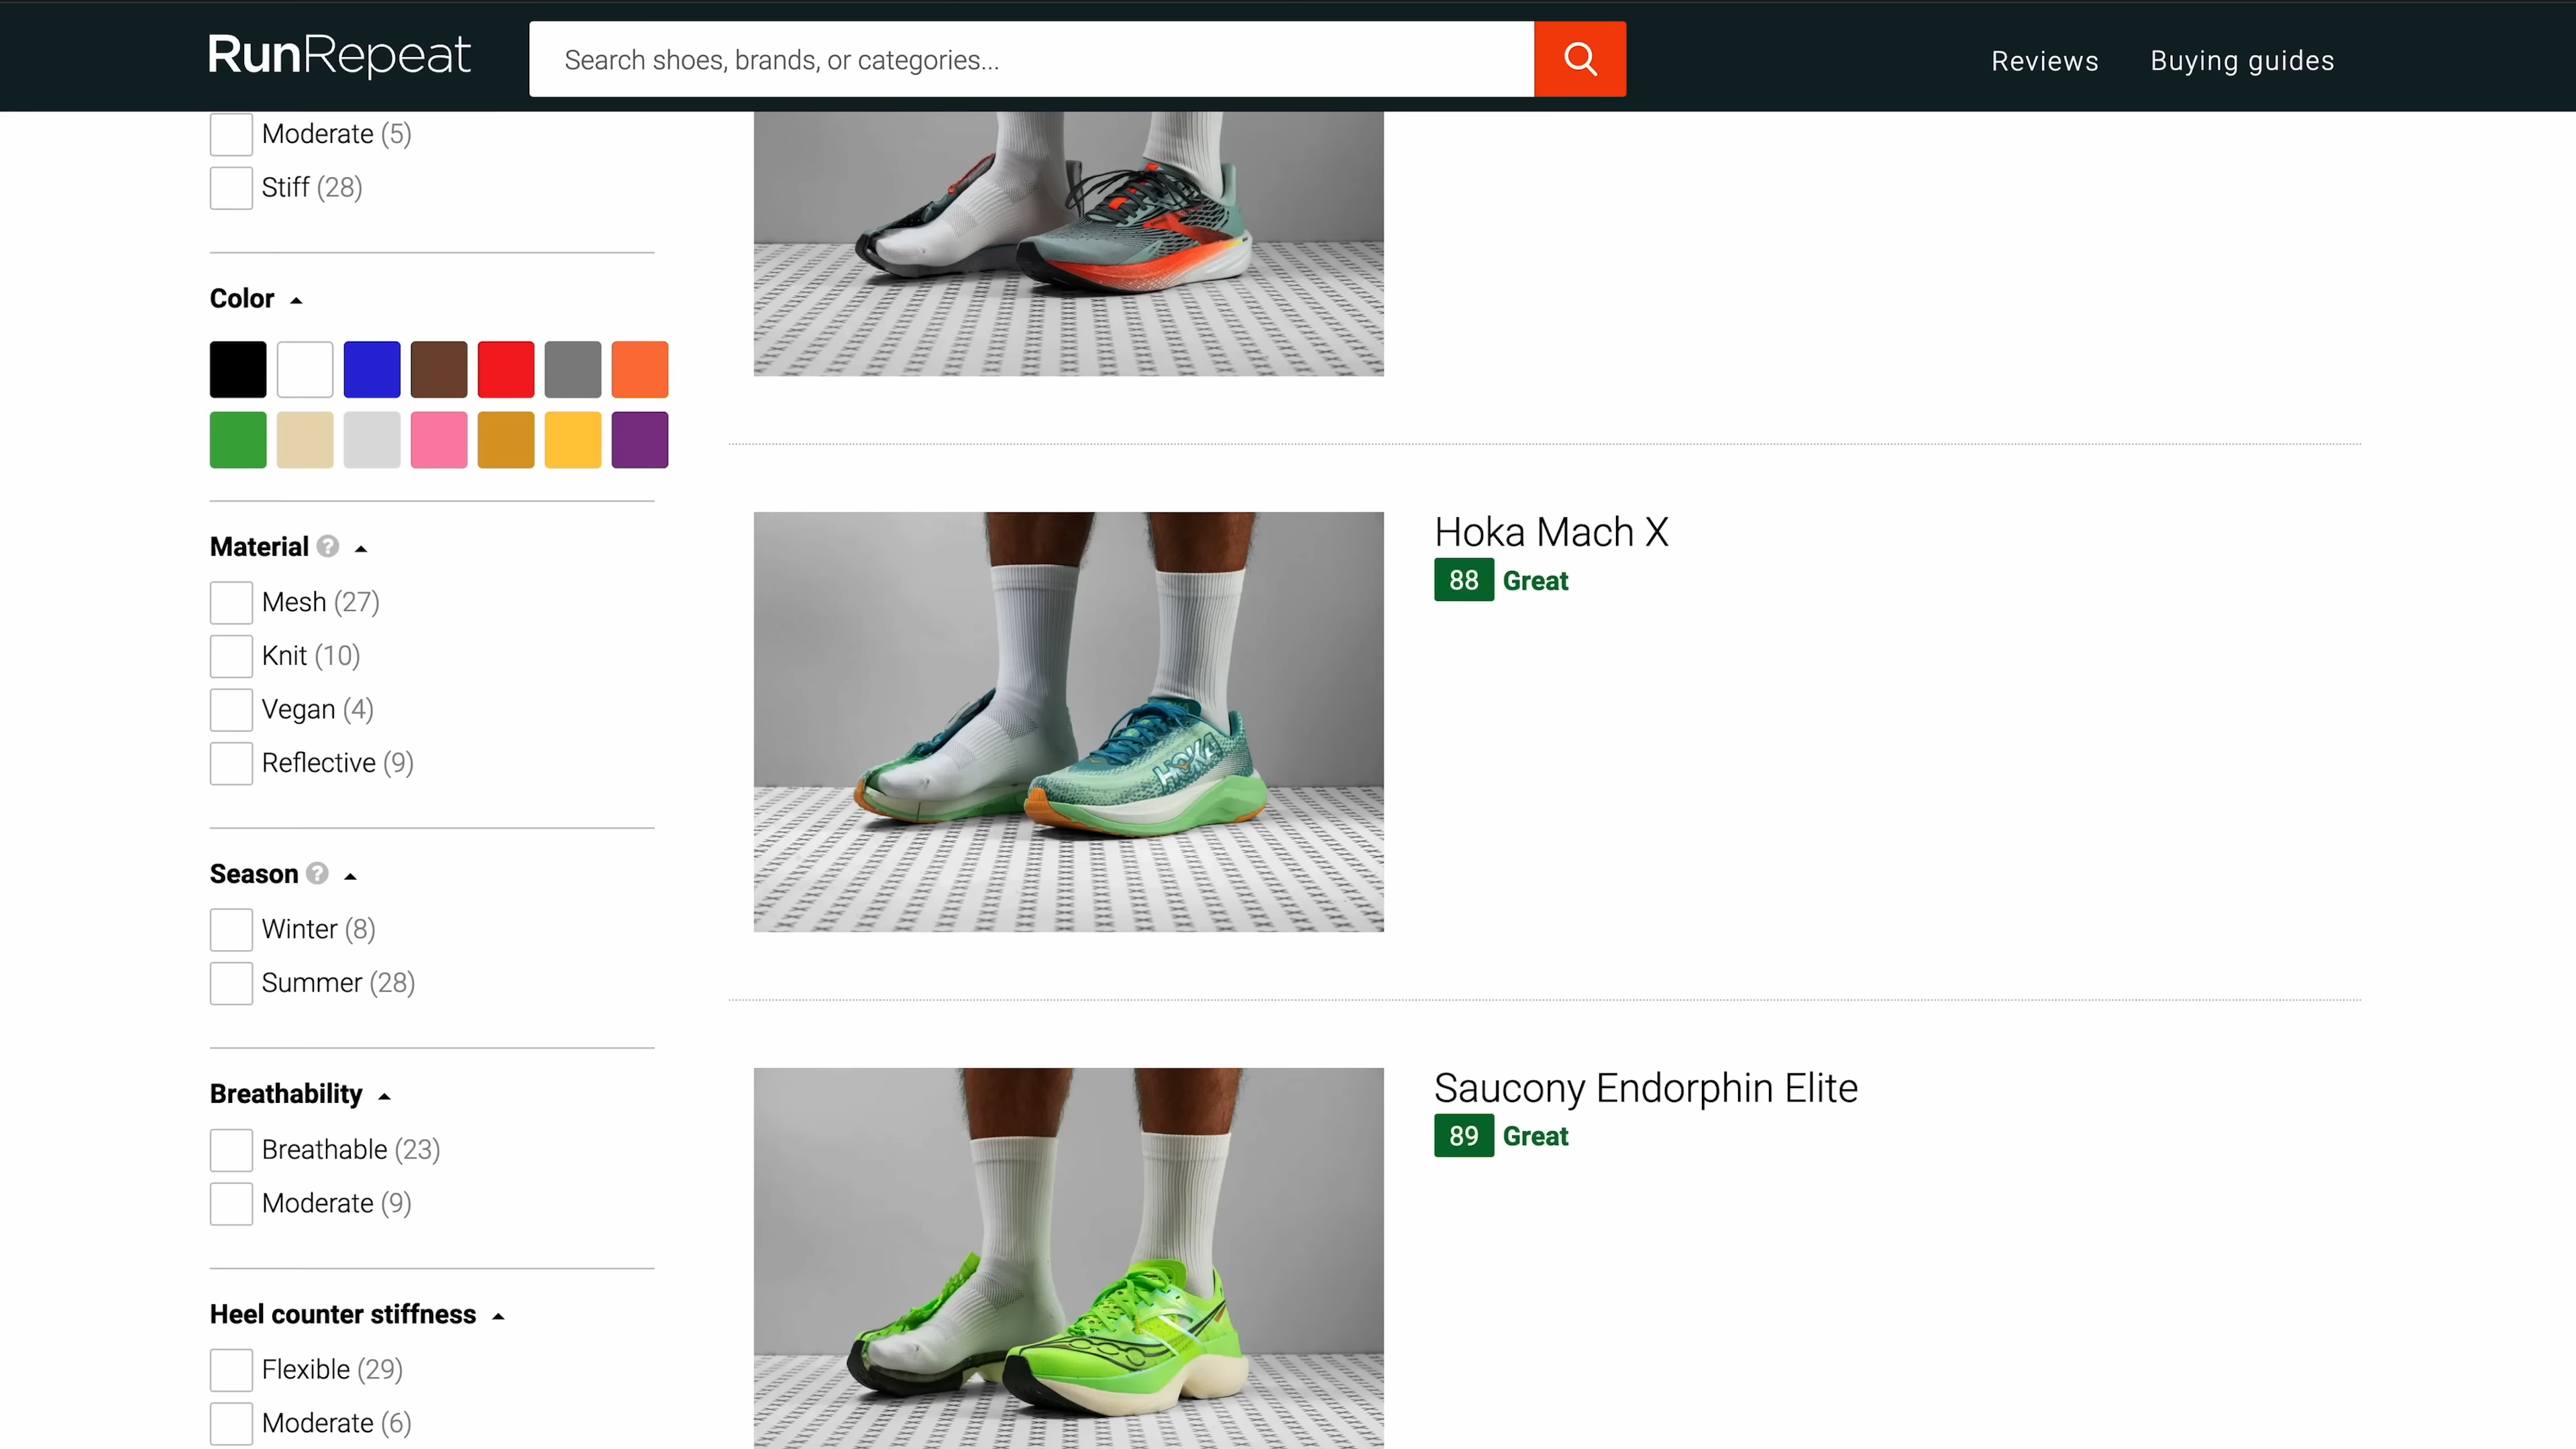 RunRepeat
Search shoes, brands, or categories...
Reviews
Buying guides
Moderate (5)
Stiff (28)
Color
Material ?
Mesh (27)
Knit (10)
Vegan (4)
Reflective (9)
Season ?
Winter (8)
Summer (28)
Breathability
Breathable (23)
Moderate (9)
Heel counter stiffness
Flexible (29)
Moderate (6)
HOKA
Hoka Mach X
88 Great
Saucony Endorphin Elite
89 Great